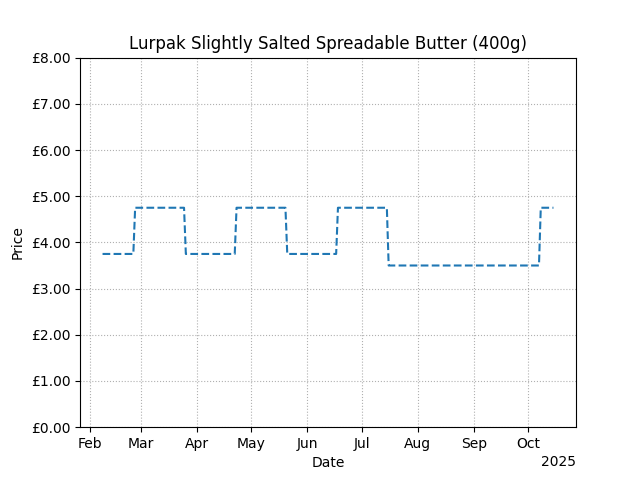 Lurpak Slightly Salted Spreadable Butter (400g)
£8.00
£7.00
£6.00
£5.00
£4.00
£3.00
£2.00
£1.00
£0.00
Price
Feb Mar Apr May Jun Jul Aug Sep Oct
Date
2025